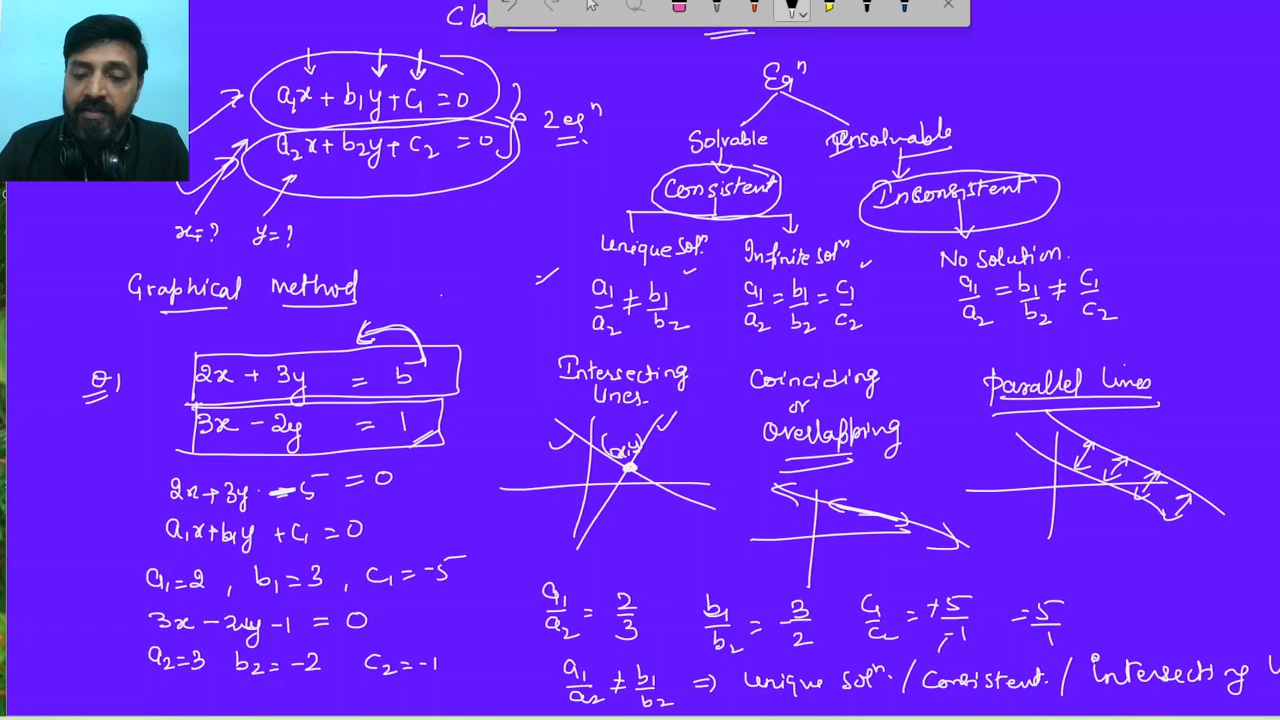 Cla
a₁x + b₁y + c₁ = 0
a₂x + b₂y + c₂ = 0
2 eqⁿ
x=? y=?
Graphical method
Q1
2x + 3y = 5
3x - 2y = 1
2x+3y - 5 = 0
a₁x+b₁y + c₁ = 0
a₁=2 , b₁=3 , c₁=-5
3x-2y-1 = 0
a₂=3 b₂=-2 c₂=-1
Eqⁿ
Solvable Unsolvable
Consistent Inconsistent
Unique solⁿ. Infinite solⁿ No solution.
a₁/a₂ ≠ b₁/b₂ a₁/a₂ = b₁/b₂ = c₁/c₂ a₁/a₂ = b₁/b₂ ≠ c₁/c₂
Intersecting lines Coinciding or overlapping parallel lines
(x,y)
a₁/a₂ = 2/3 b₁/b₂ = 3/2 c₁/c₂ = +5/-1 = 5/1
a₁/a₂ ≠ b₁/b₂ ⇒ unique solⁿ. / Consistent. / Intersecting